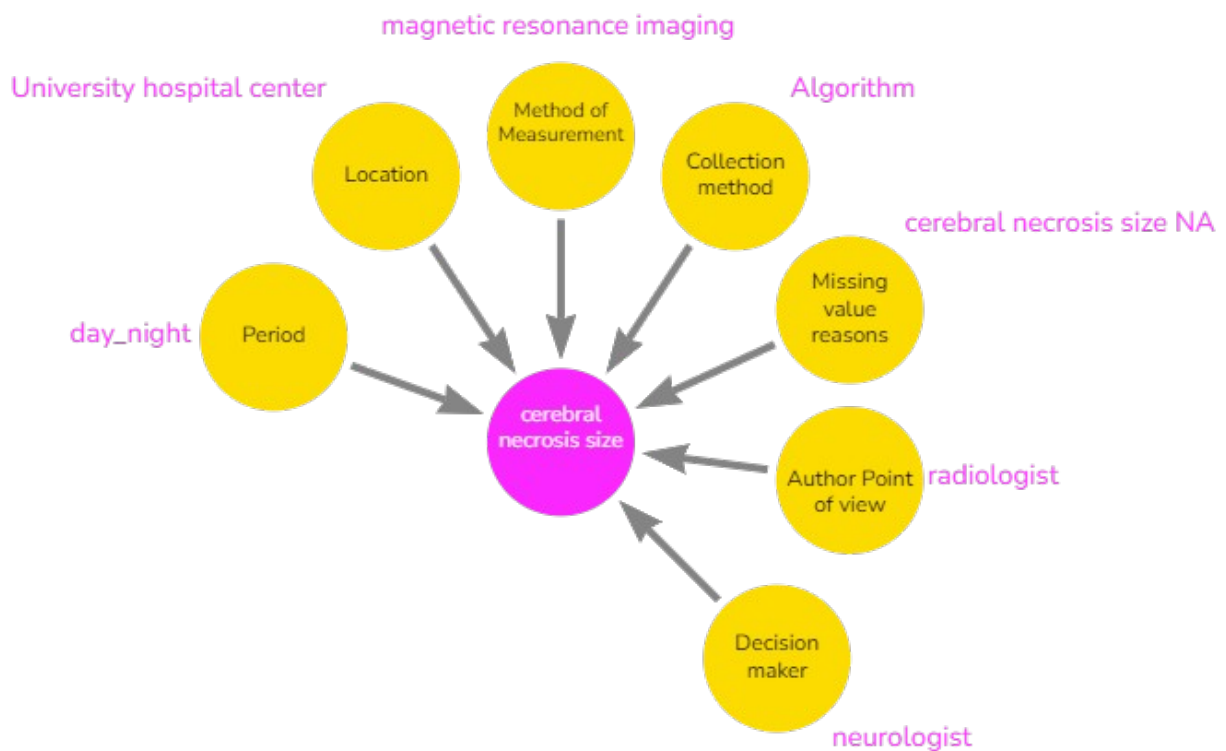 magnetic resonance imaging
University hospital center
Algorithm
Method of
Measurement
Location
Collection
method
cerebral necrosis size NA
Missing
value
reasons
day_night
Period
cerebral
necrosis size
Author Point
of view
radiologist
Decision
maker
neurologist